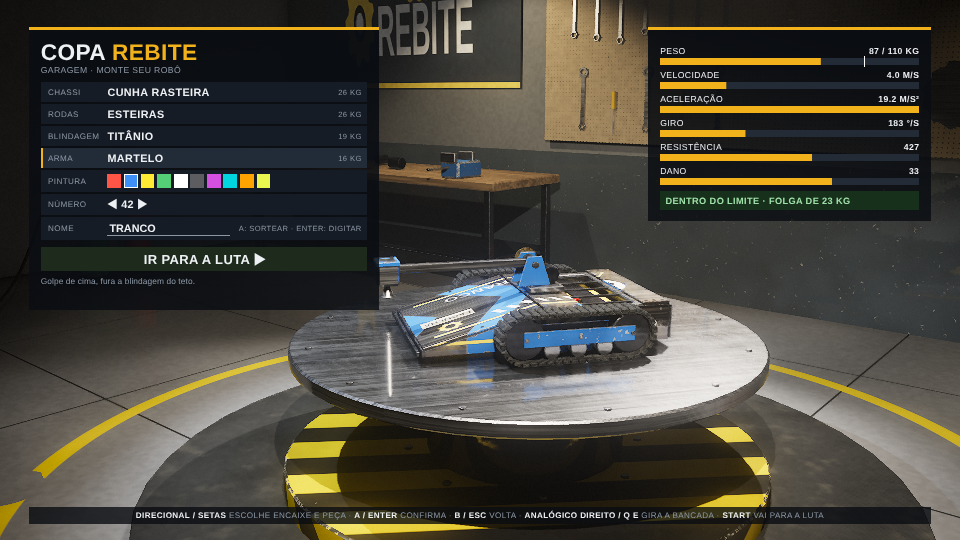 REBITE
COPA REBITE
GARAGEM · MONTE SEU ROBÔ
CHASSI CUNHA RASTEIRA 26 KG
RODAS ESTEIRAS 26 KG
BLINDAGEM TITÂNIO 19 KG
ARMA MARTELO 16 KG
PINTURA
NÚMERO 42
NOME TRANCO A: SORTEAR · ENTER: DIGITAR
IR PARA A LUTA
Golpe de cima, fura a blindagem do teto.
PESO 87 / 110 KG
VELOCIDADE 4.0 M/S
ACELERAÇÃO 19.2 M/S²
GIRO 183 °/S
RESISTÊNCIA 427
DANO 33
DENTRO DO LIMITE · FOLGA DE 23 KG
TRANCO
DIRECIONAL / SETAS ESCOLHE ENCAIXE E PEÇA · A / ENTER CONFIRMA · B / ESC VOLTA · ANALÓGICO DIREITO / Q E GIRA A BANCADA · START VAI PARA A LUTA